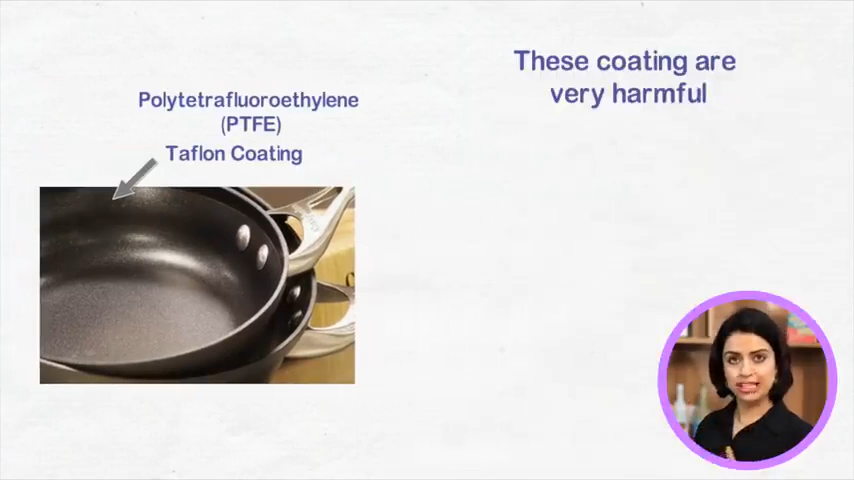 These coating are
very harmful
Polytetrafluoroethylene
(PTFE)
Taflon Coating